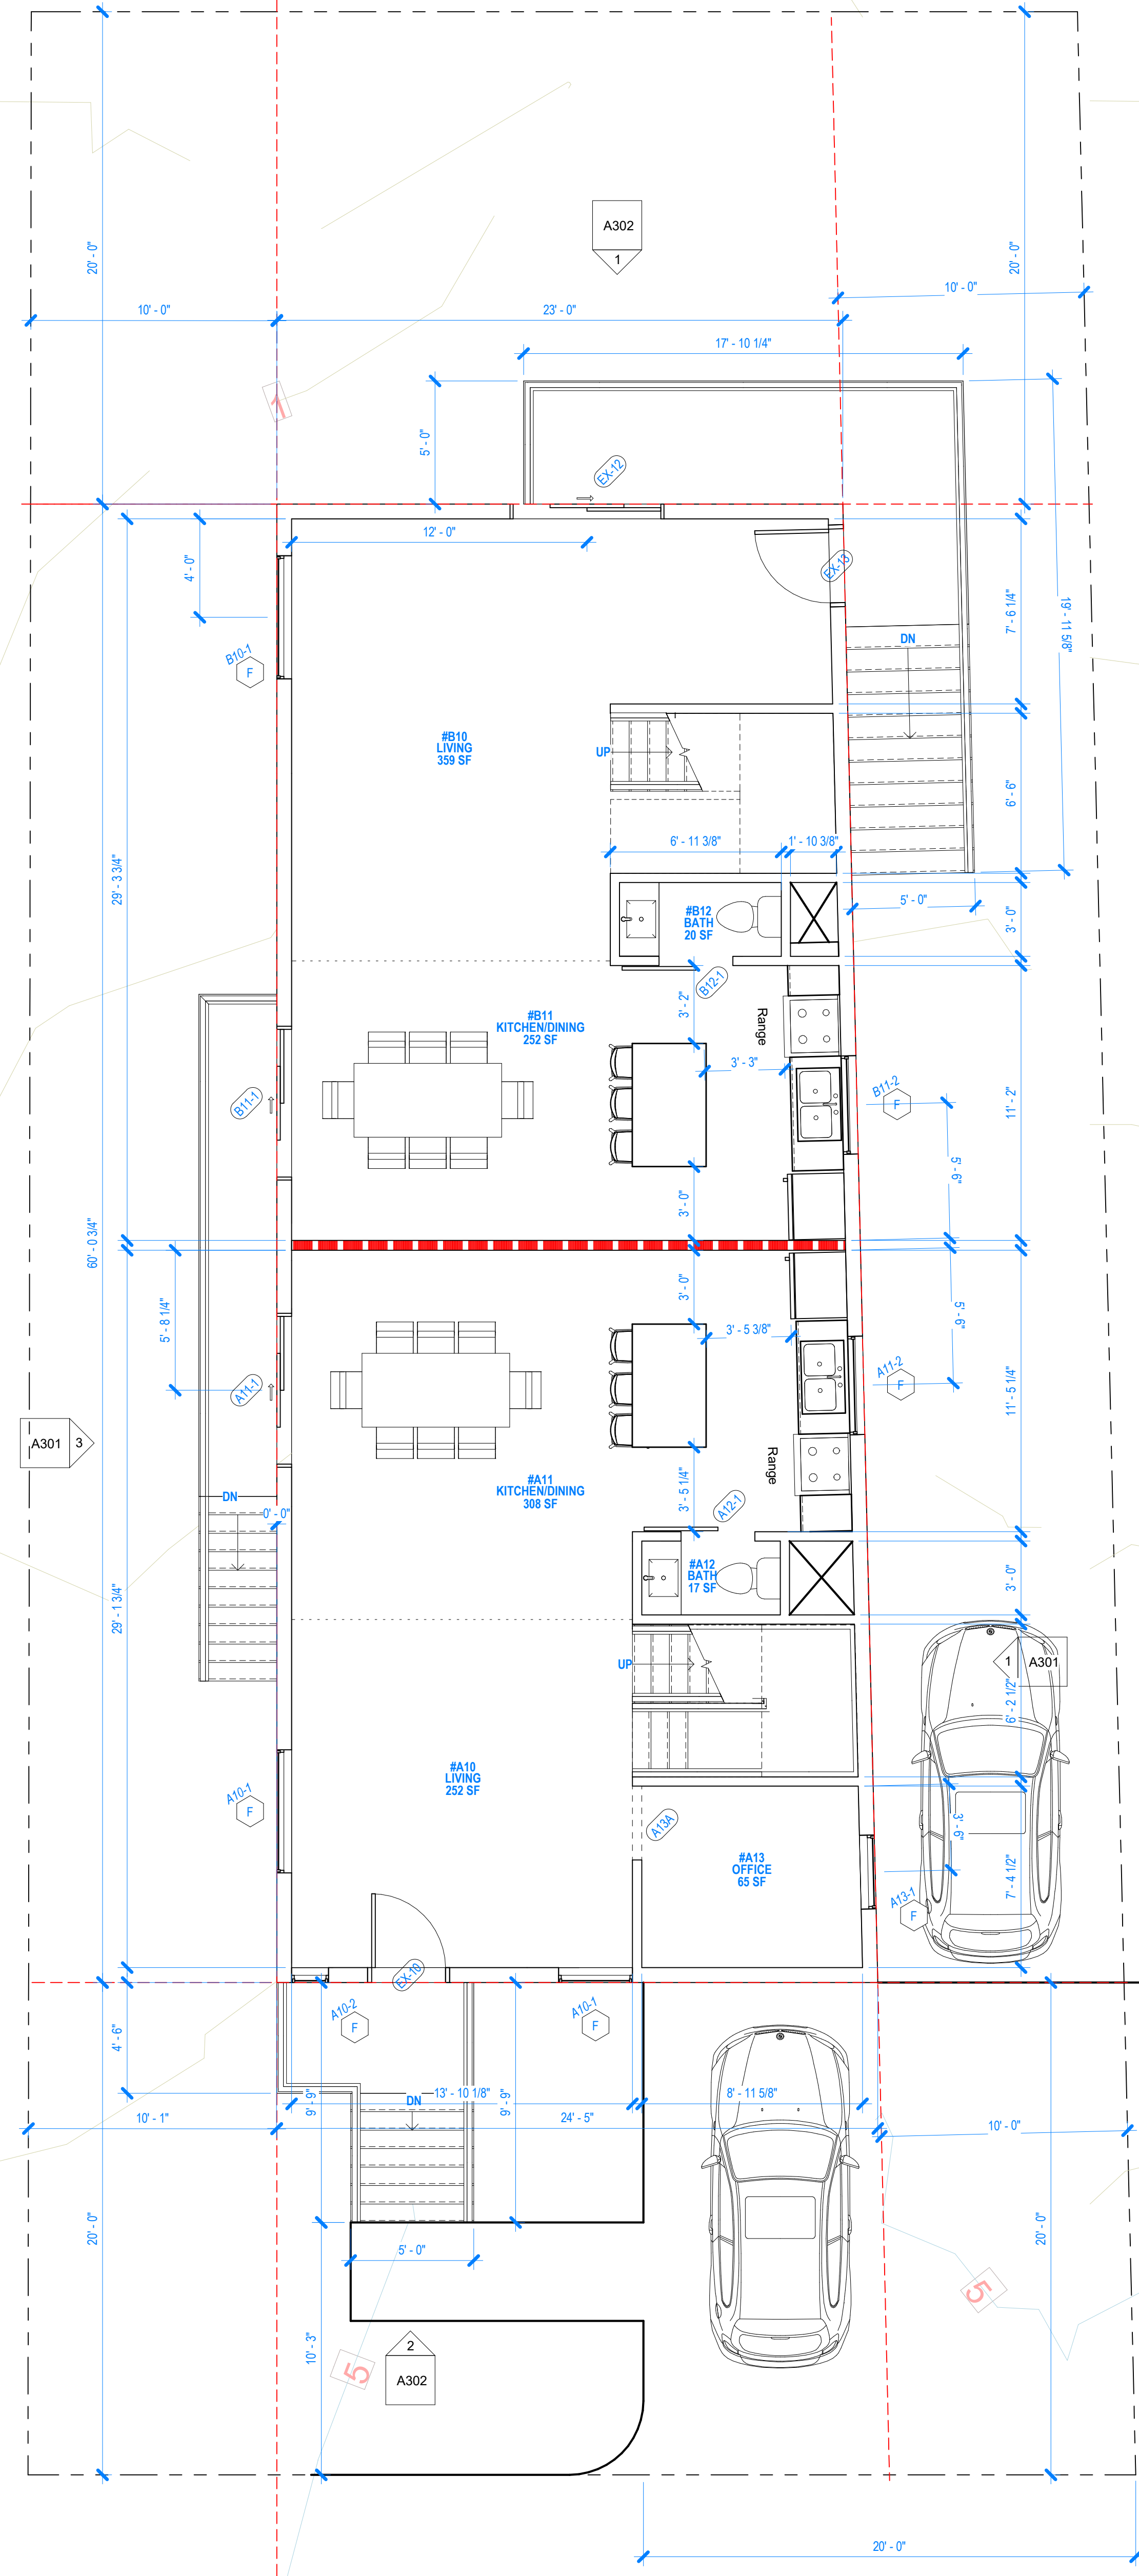 A302
1
20' - 0"
20' - 0"
10' - 0"
10' - 0"
23' - 0"
17' - 10 1/4"
1
5' - 0"
EX-12
12' - 0"
4' - 0"
EX-13
7' - 6 1/4"
19' - 11 5/8"
DN
B10-1
F
#B10
LIVING
359 SF
UP
6' - 6"
6' - 11 3/8"
1' - 10 3/8"
29' - 3 3/4"
#B12
BATH
20 SF
5' - 0"
3' - 0"
B12-1
3' - 2"
Range
#B11
KITCHEN/DINING
252 SF
3' - 3"
B11-1
B11-2
F
11' - 2"
5' - 6"
3' - 0"
60' - 0 3/4"
3' - 0"
5' - 8 1/4"
5' - 6"
3' - 5 3/8"
A11-1
A11-2
F
11' - 5 1/4"
A301
3
Range
#A11
KITCHEN/DINING
308 SF
3' - 5 1/4"
DN
0' - 0"
A12-1
#A12
BATH
17 SF
3' - 0"
29' - 1 3/4"
UP
1
A301
6' - 2 1/2"
#A10
LIVING
252 SF
A10-1
F
A13A
3' - 6"
#A13
OFFICE
65 SF
7' - 4 1/2"
A13-1
F
EX-10
A10-2
F
A10-1
F
4' - 6"
9' - 9"
DN
13' - 10 1/8"
9' - 9"
8' - 11 5/8"
10' - 1"
24' - 5"
10' - 0"
20' - 0"
20' - 0"
5' - 0"
5
10' - 3"
2
A302
5
20' - 0"